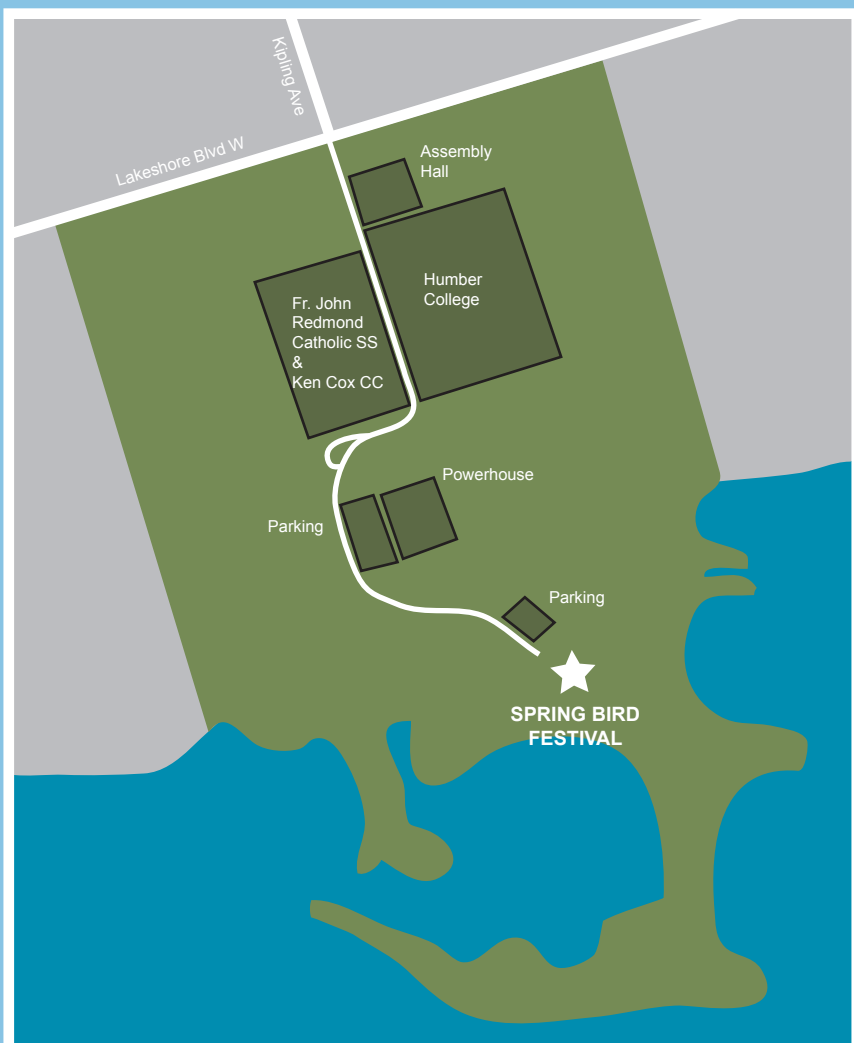 Kipling Ave
Lakeshore Blvd W
Assembly
Hall
Humber
College
Fr. John
Redmond
Catholic SS
&
Ken Cox CC
Powerhouse
Parking
Parking
SPRING BIRD
FESTIVAL